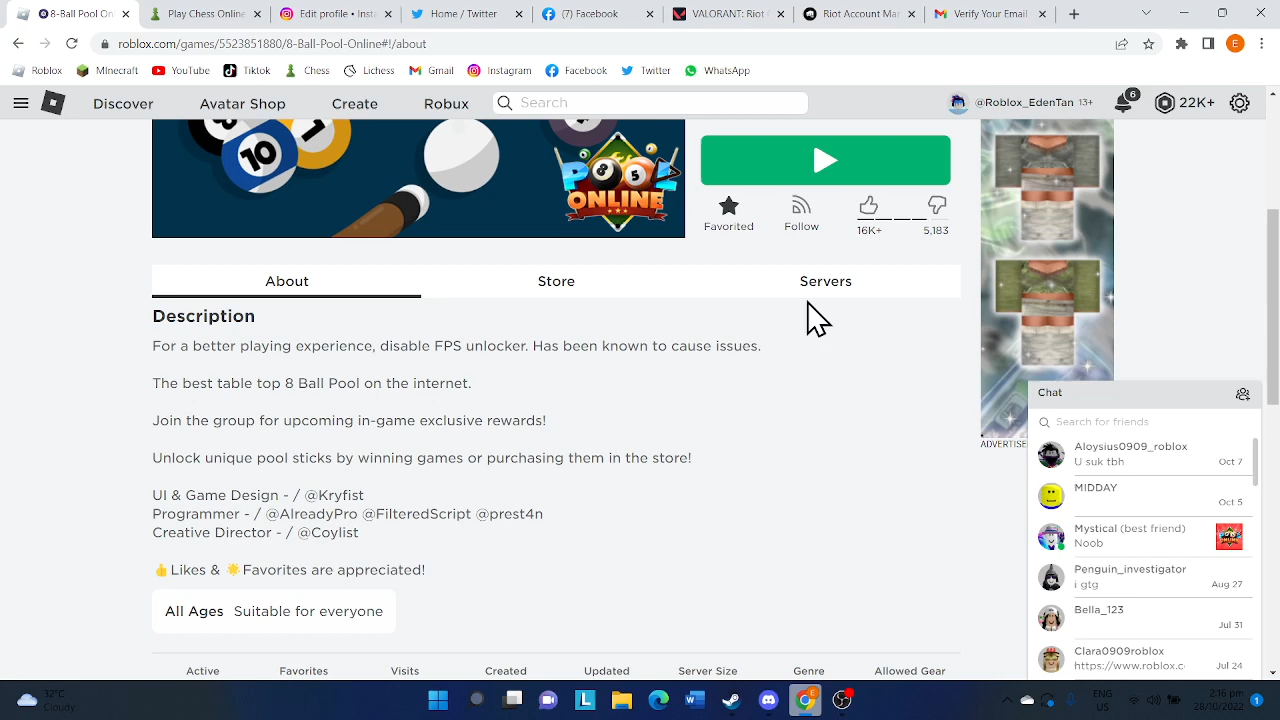 8-Ball Pool On
Play Chess Online
Edit profile • Inst
Home / Twitter
(7) Facebook
VALORANT: Riot
Riot Account Mar
Verify Your Email
roblox.com/games/5523851880/8-Ball-Pool-Online#!/about
E
Roblox
Minecraft
YouTube
Tiktok
Chess
Lichess
Gmail
Instagram
Facebook
Twitter
WhatsApp
Discover
Avatar Shop
Create
Robux
Search
@Roblox_EdenTan 13+
6
22K+
10
1
8
5
ONLINE
Favorited
Follow
16K+
5,183
About
Store
Servers
Description
For a better playing experience, disable FPS unlocker. Has been known to cause issues.
The best table top 8 Ball Pool on the internet.
Join the group for upcoming in-game exclusive rewards!
Unlock unique pool sticks by winning games or purchasing them in the store!
UI & Game Design - / @Kryfist
Programmer - / @AlreadyPro @FilteredScript @prest4n
Creative Director - / @Coylist
👍Likes & 🌟Favorites are appreciated!
All Ages Suitable for everyone
Active
Favorites
Visits
Created
Updated
Server Size
Genre
Allowed Gear
ADVERTISE
Chat
Search for friends
Aloysius0909_roblox
U suk tbh
Oct 7
MIDDAY
Oct 5
Mystical (best friend)
Noob
Penguin_investigator
i gtg
Aug 27
Bella_123
Jul 31
Clara0909roblox
https://www.roblox.c
Jul 24
32°C
Cloudy
ENG
US
2:16 pm
28/10/2022
1